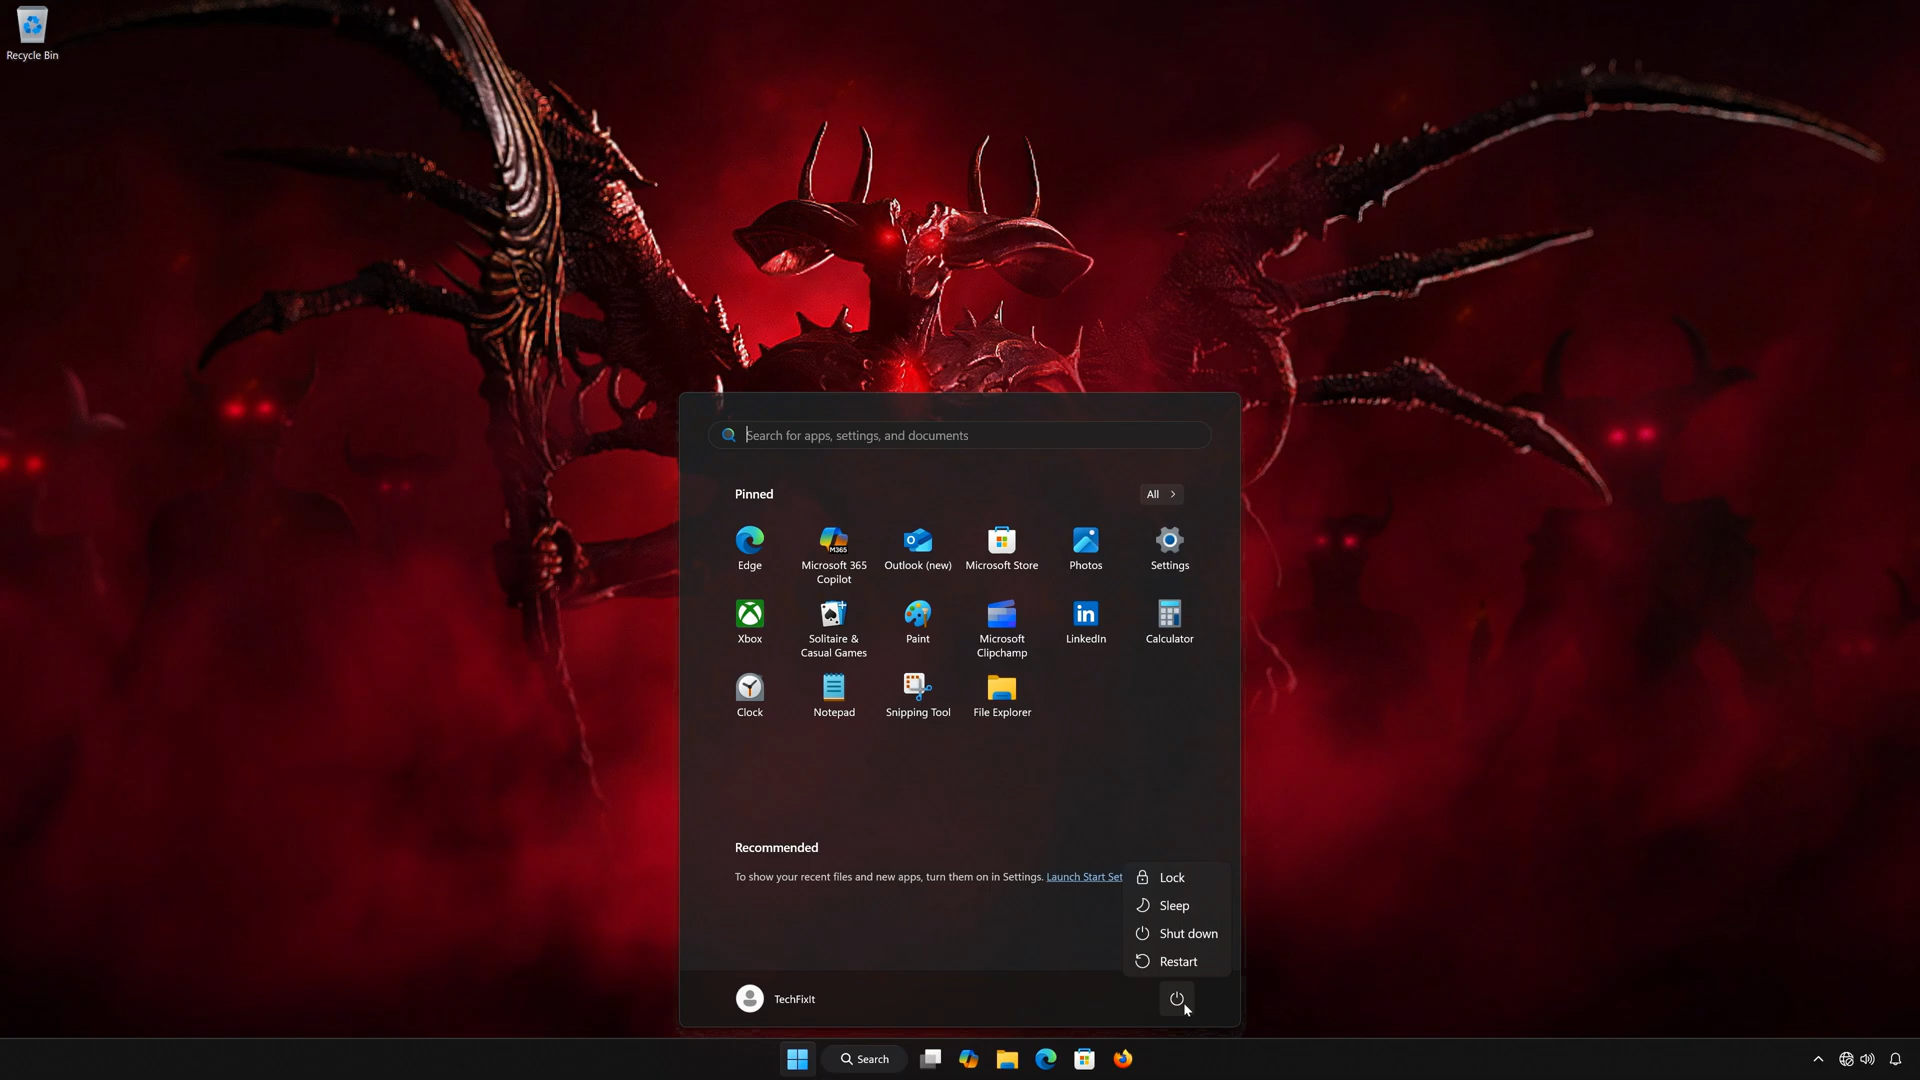 Recycle Bin
Search for apps, settings, and documents
Pinned
All
Edge
M365
Microsoft 365
Copilot
Outlook (new)
Microsoft Store
Photos
Settings
Xbox
Solitaire &
Casual Games
Paint
Microsoft
Clipchamp
in
LinkedIn
Calculator
Clock
Notepad
Snipping Tool
File Explorer
Recommended
To show your recent files and new apps, turn them on in Settings. Launch Start Set
Lock
Sleep
Shut down
Restart
TechFixIt
Search